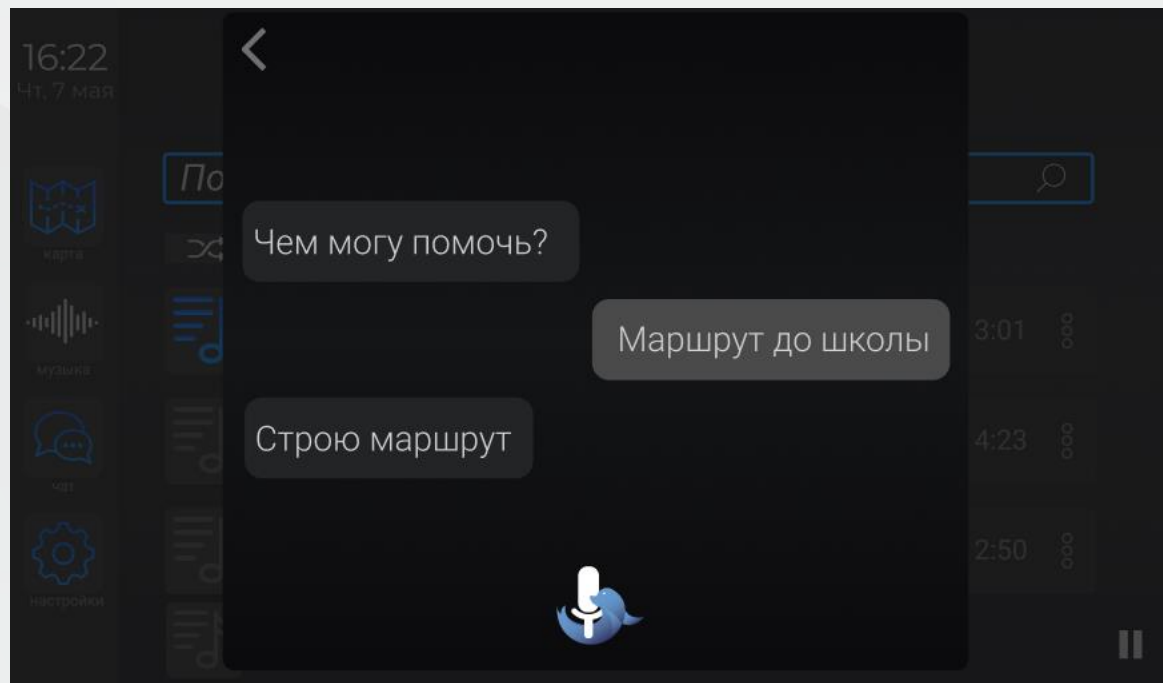 16:22
Чт, 7 мая
По
Чем могу помочь?
карта
Маршрут до школы
3:01
музыка
Строю маршрут
4:23
чат
2:50
настройки